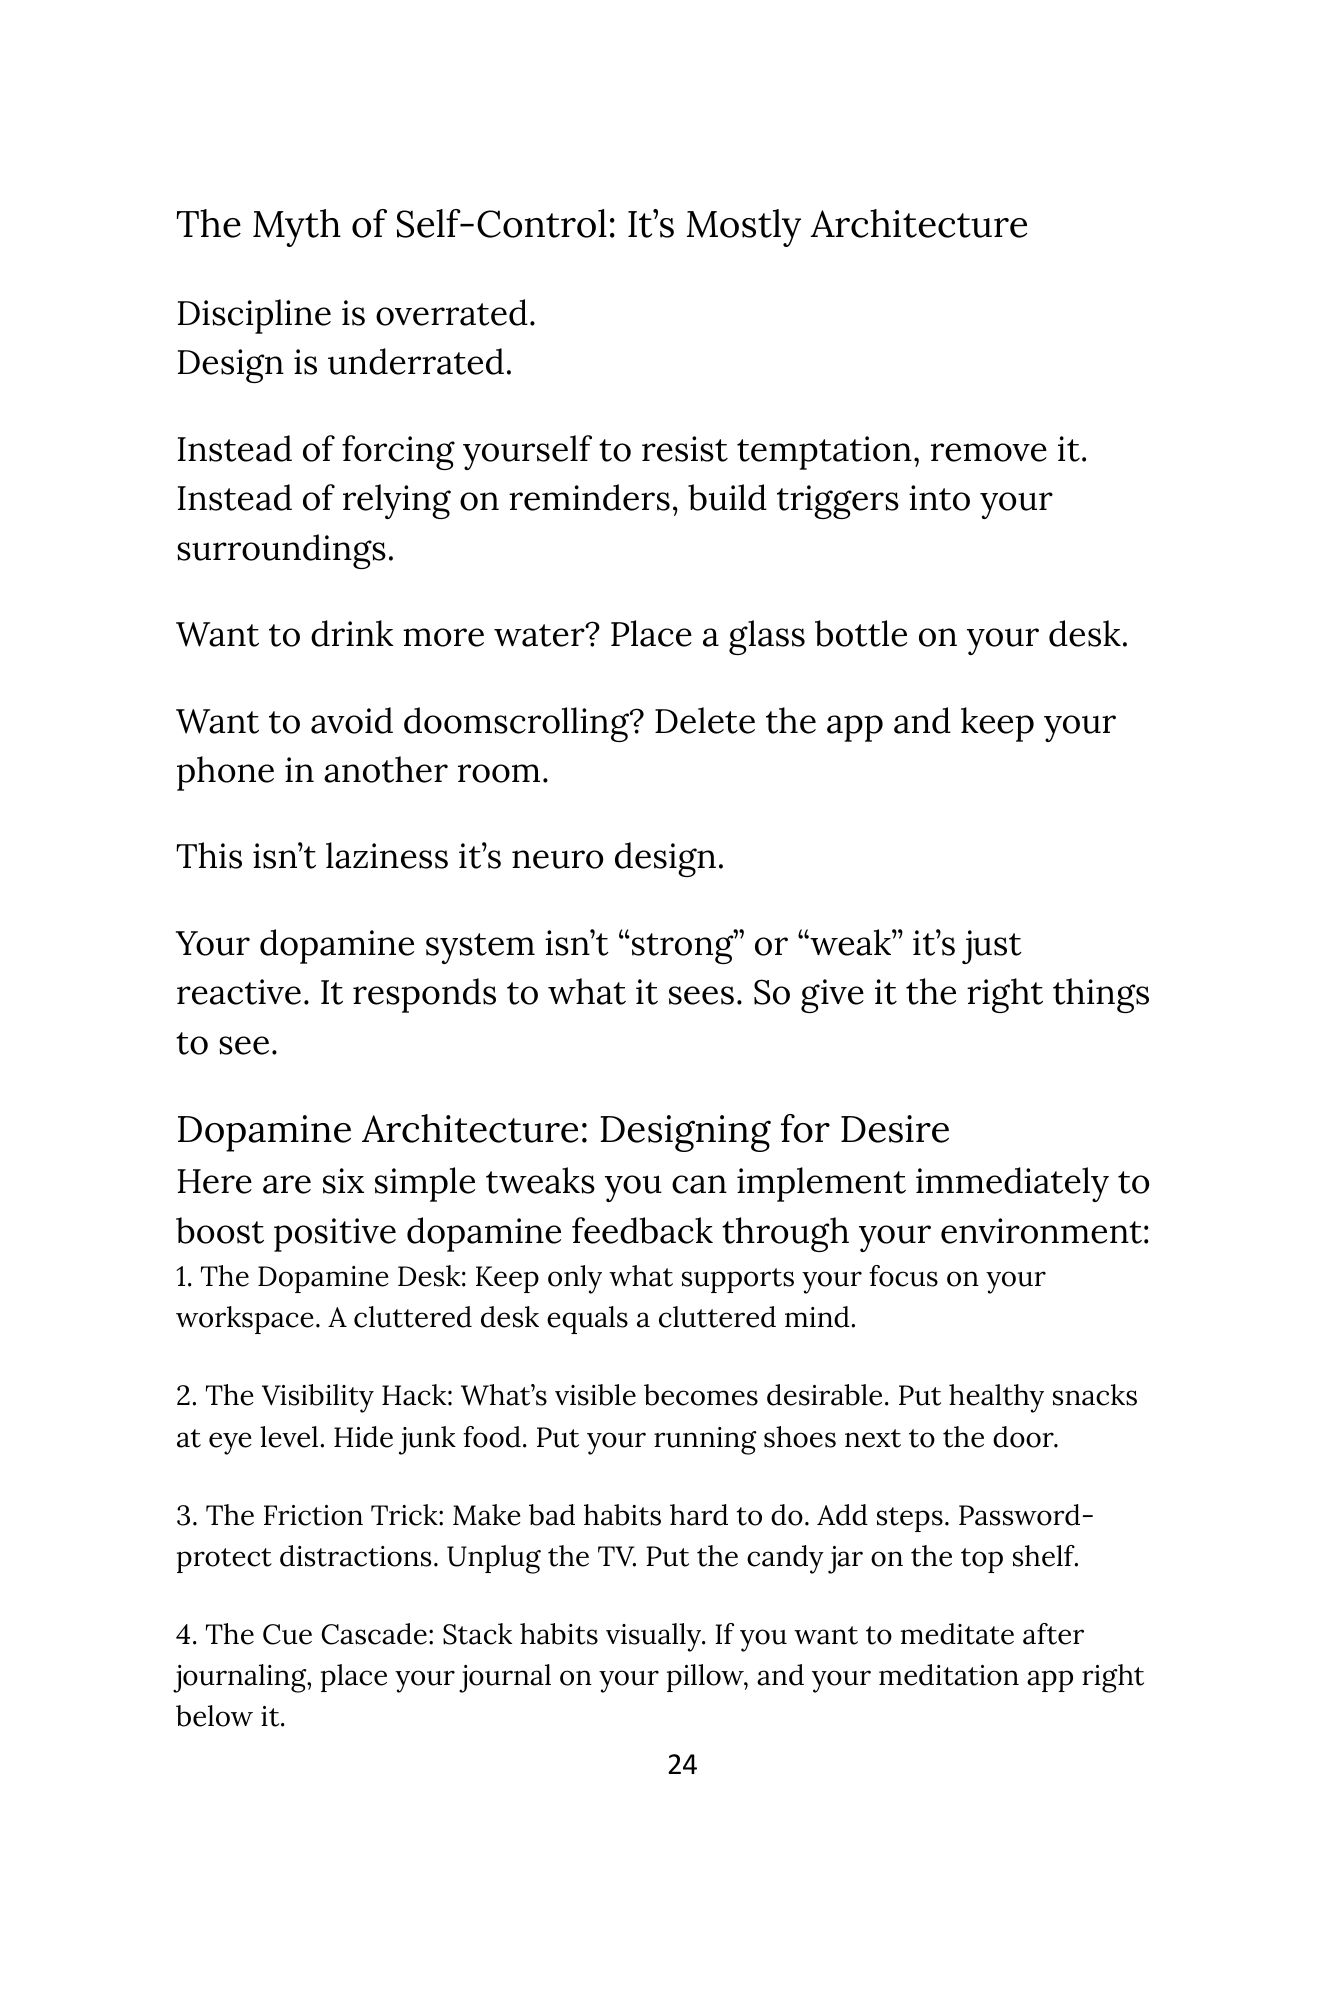 The Myth of Self-Control: It’s Mostly Architecture
Discipline is overrated.
Design is underrated.
Instead of forcing yourself to resist temptation, remove it.
Instead of relying on reminders, build triggers into your
surroundings.
Want to drink more water? Place a glass bottle on your desk.
Want to avoid doomscrolling? Delete the app and keep your
phone in another room.
This isn’t laziness it’s neuro design.
Your dopamine system isn’t “strong” or “weak” it’s just
reactive. It responds to what it sees. So give it the right things
to see.
Dopamine Architecture: Designing for Desire
Here are six simple tweaks you can implement immediately to
boost positive dopamine feedback through your environment:
1. The Dopamine Desk: Keep only what supports your focus on your
workspace. A cluttered desk equals a cluttered mind.
2. The Visibility Hack: What’s visible becomes desirable. Put healthy snacks
at eye level. Hide junk food. Put your running shoes next to the door.
3. The Friction Trick: Make bad habits hard to do. Add steps. Password-
protect distractions. Unplug the TV. Put the candy jar on the top shelf.
4. The Cue Cascade: Stack habits visually. If you want to meditate after
journaling, place your journal on your pillow, and your meditation app right
below it.
24